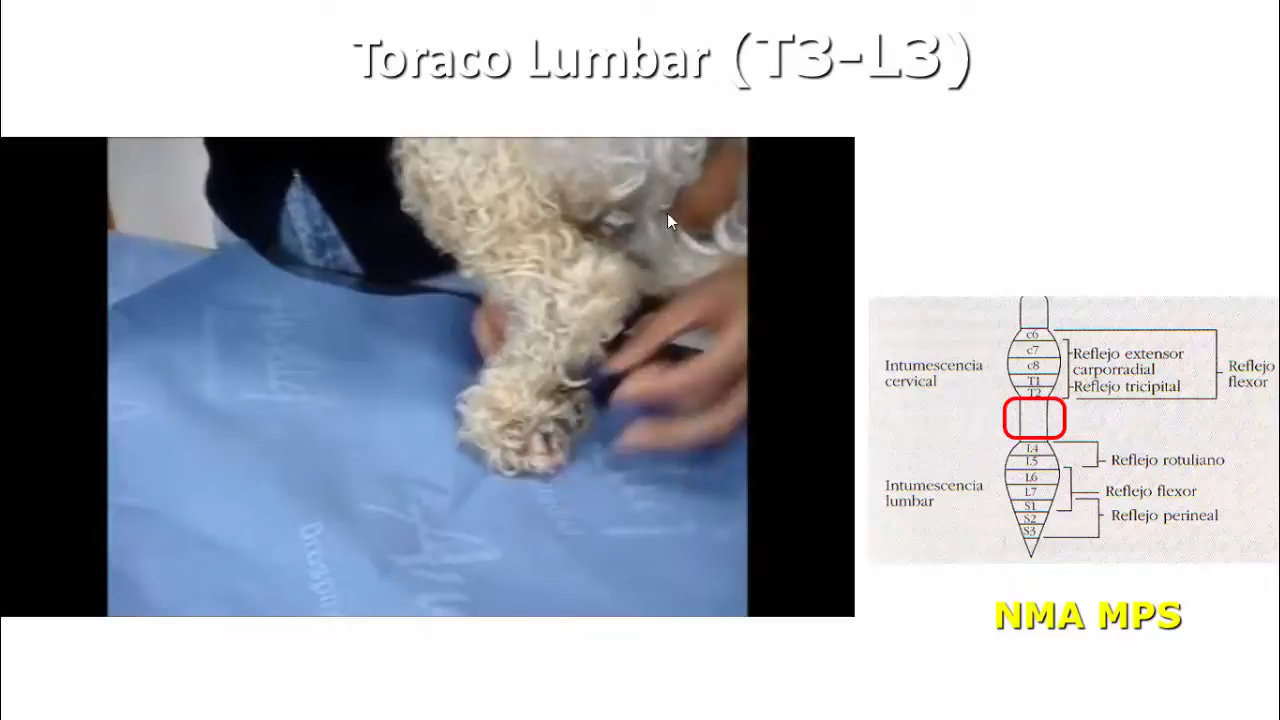 Toraco Lumbar (T3-L3)
c6
c7
c8
T1
T2
Intumescencia
cervical
Reflejo extensor
carporradial
Reflejo tricipital
Reflejo
flexor
L4
L5
L6
L7
S1
S2
S3
Intumescencia
lumbar
Reflejo rotuliano
Reflejo flexor
Reflejo perineal
NMA MPS